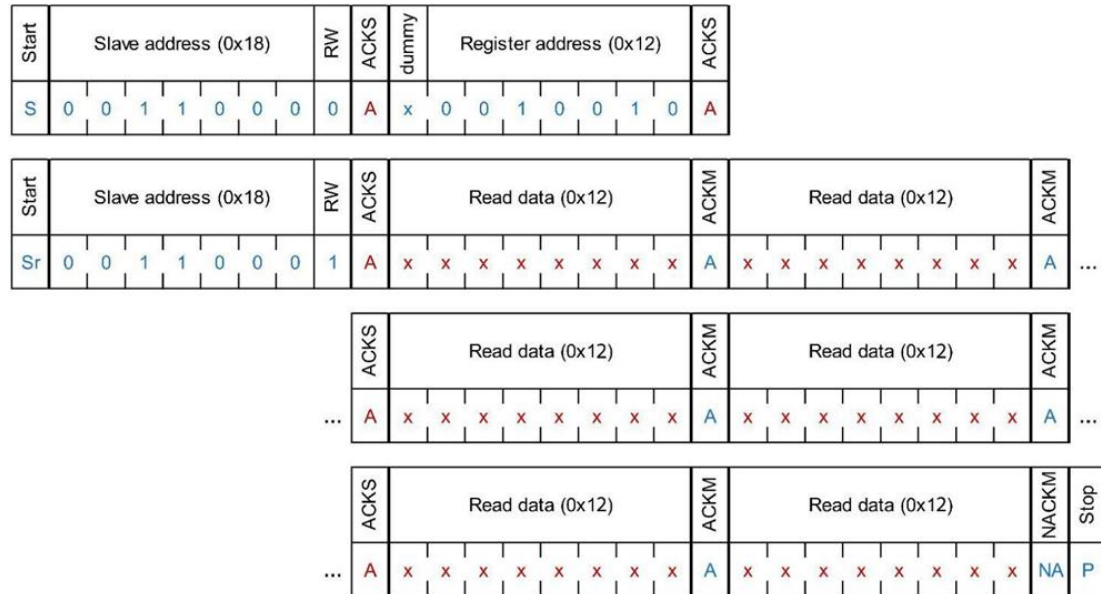 Start Slave address (0x18) RW ACKS dummy Register address (0x12) ACKS
S 0 0 1 1 0 0 0 0 A x 0 0 1 0 0 1 0 A
Start Slave address (0x18) RW ACKS Read data (0x12) ACKM Read data (0x12) ACKM
Sr 0 0 1 1 0 0 0 1 A x x x x x x x x A x x x x x x x x A ...
ACKS Read data (0x12) ACKM Read data (0x12) ACKM
... A x x x x x x x x A x x x x x x x x A ...
ACKS Read data (0x12) ACKM Read data (0x12) NACKM Stop
... A x x x x x x x x A x x x x x x x x NA P